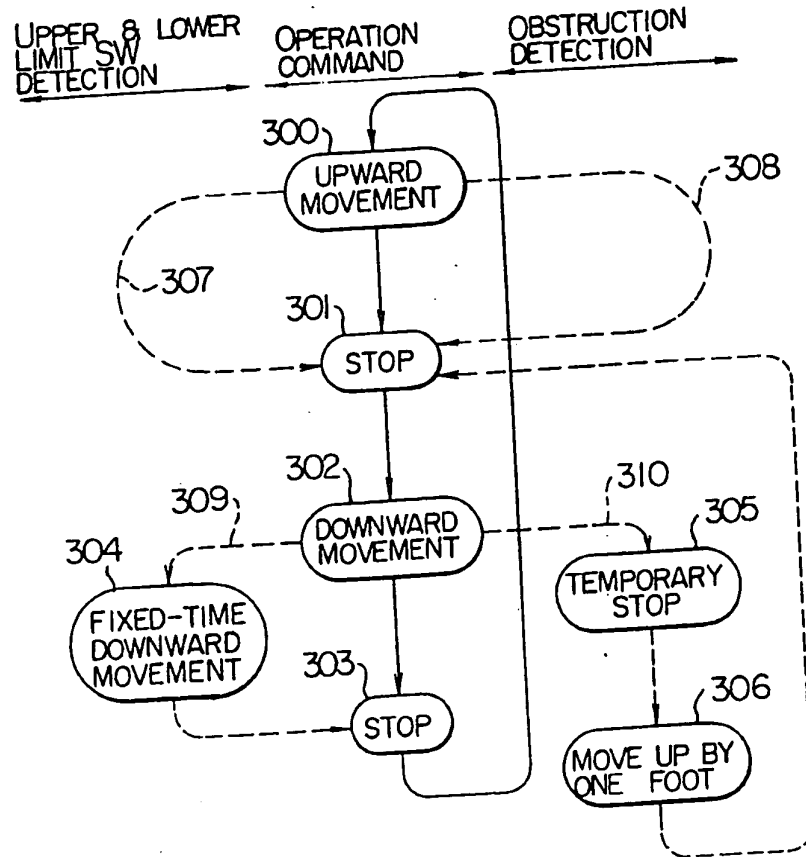 UPPER & LOWER
LIMIT SW
DETECTION
OPERATION
COMMAND
OBSTRUCTION
DETECTION
300
UPWARD
MOVEMENT
308
307
301
STOP
302
DOWNWARD
MOVEMENT
309
310
304
FIXED-TIME
DOWNWARD
MOVEMENT
305
TEMPORARY
STOP
303
STOP
306
MOVE UP BY
ONE FOOT